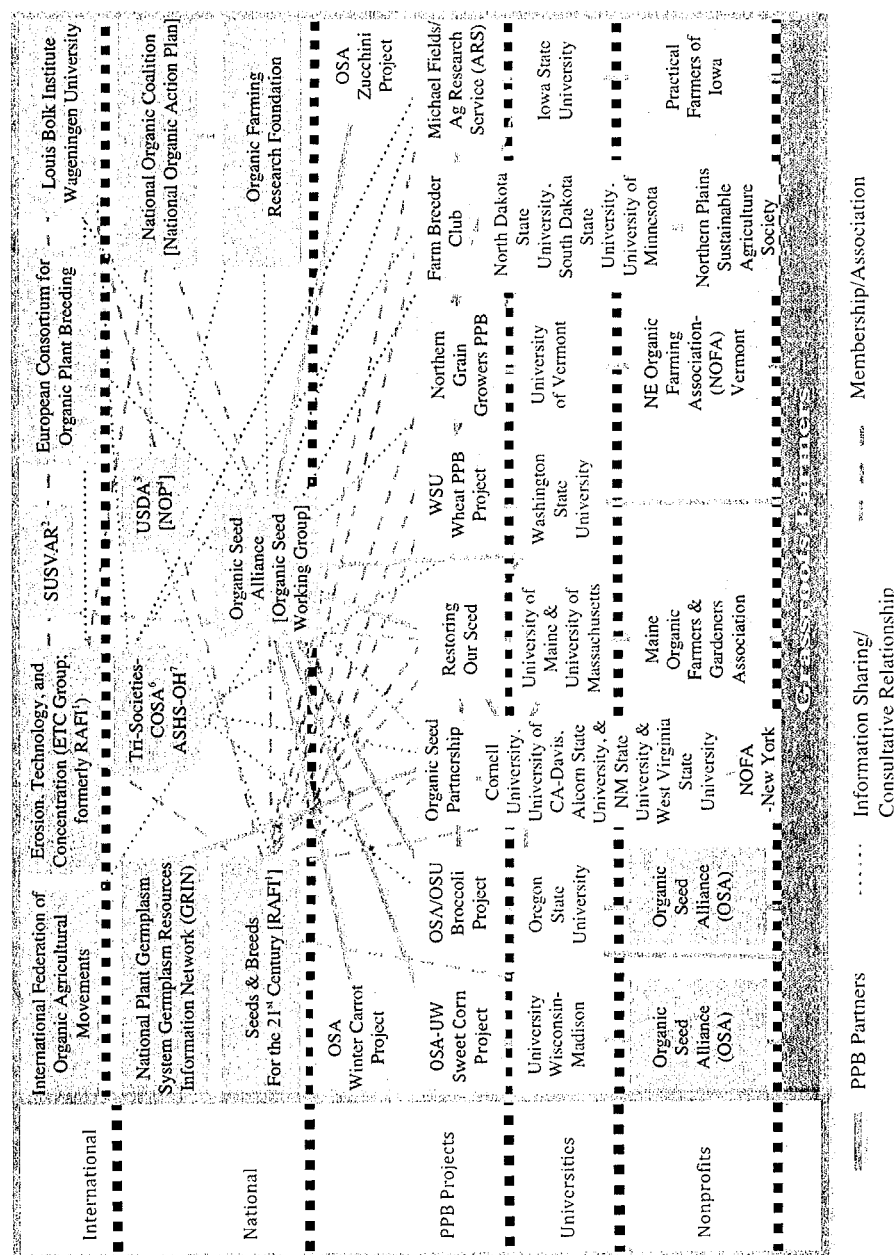 International
International Federation of
Organic Agricultural
Movements
Erosion, Technology, and
Concentration (ETC Group;
formerly RAFI¹)
SUSVAR²
European Consortium for
Organic Plant Breeding
Louis Bolk Institute
Wageningen University
National
National Plant Germplasm
System Germplasm Resources
Information Network (GRIN)
Tri-Societies-
COSA⁶
ASHS-OH⁷
USDA³
[NOP⁴]
National Organic Coalition
[National Organic Action Plan]
Seeds & Breeds
For the 21st Century [RAFI¹]
Organic Seed
Alliance
[Organic Seed
Working Group]
Organic Farming
Research Foundation
PPB Projects
OSA
Winter Carrot
Project
OSA
Zucchini
Project
OSA-UW
Sweet Corn
Project
OSA/OSU
Broccoli
Project
Organic Seed
Partnership
Restoring
Our Seed
WSU
Wheat PPB
Project
Northern
Grain
Growers PPB
Farm Breeder
Club
Michael Fields/
Ag Research
Service (ARS)
Universities
University
Wisconsin-
Madison
Oregon
State
University
Cornell
University,
University of
CA-Davis,
Alcorn State
University, &
NM State
University &
West Virginia
State
University
University of
Maine &
University of
Massachusetts
Washington
State
University
University
of Vermont
North Dakota
State
University,
South Dakota
State
University,
University of
Minnesota
Iowa State
University
Nonprofits
Organic
Seed
Alliance
(OSA)
Organic
Seed
Alliance
(OSA)
NOFA
-New York
Maine
Organic
Farmers &
Gardeners
Association
NE Organic
Farming
Association-
(NOFA)
Vermont
Northern Plains
Sustainable
Agriculture
Society
Practical
Farmers of
Iowa
Grassroots Farmers
PPB Partners
Information Sharing/
Consultative Relationship
Membership/Association